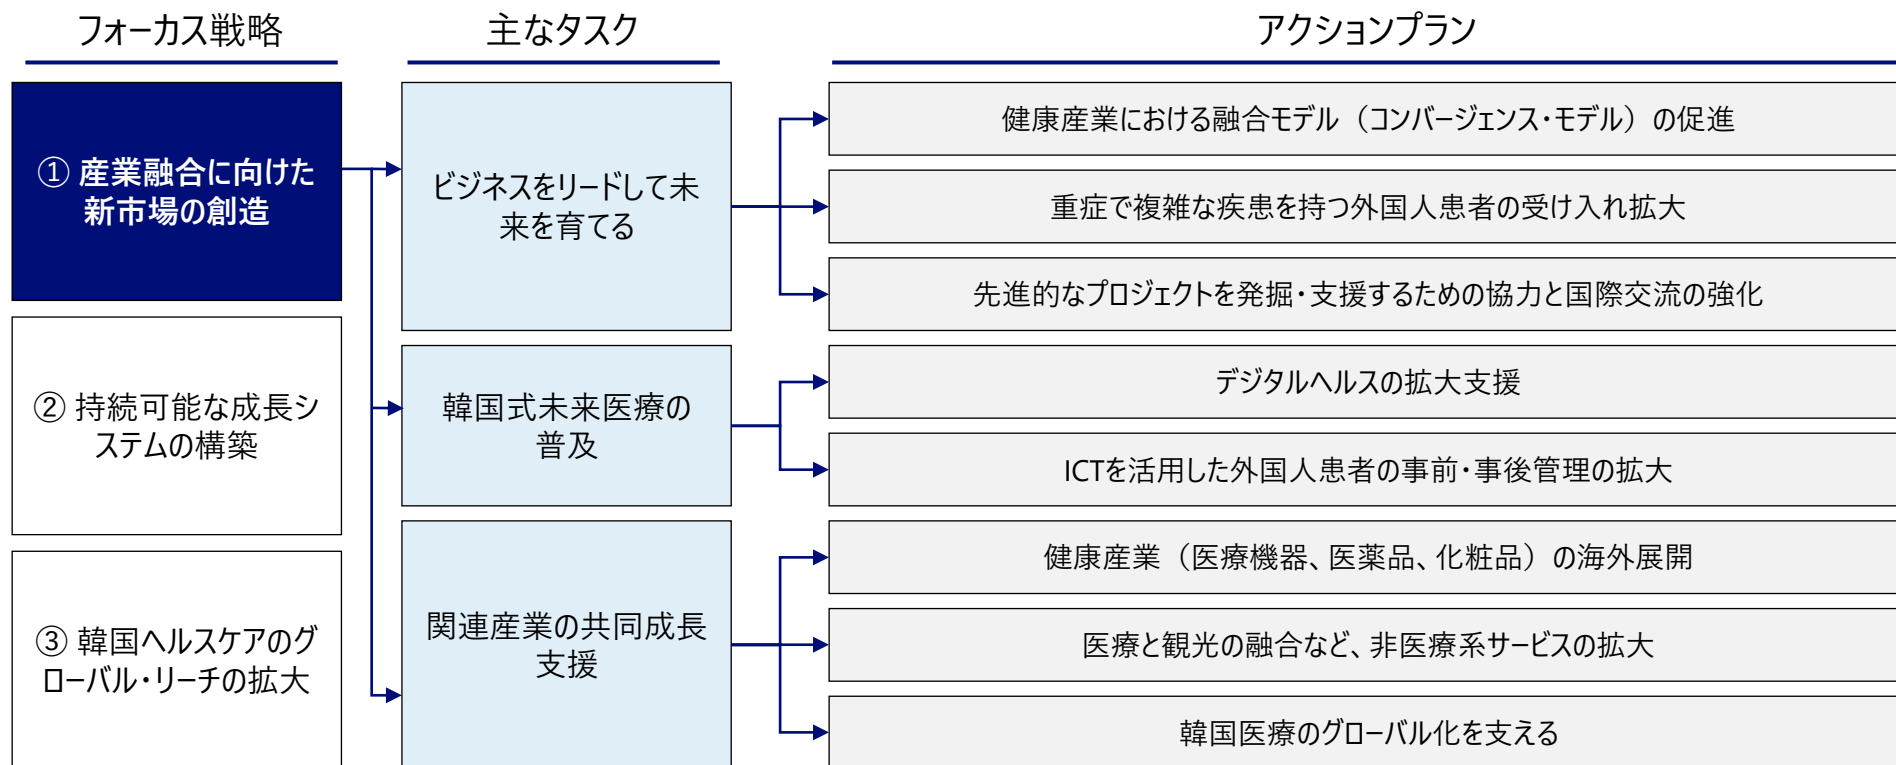 フォーカス戦略
主なタスク
アクションプラン
① 産業融合に向けた
新市場の創造
② 持続可能な成長シ
ステムの構築
③ 韓国ヘルスケアのグ
ローバル・リーチの拡大
ビジネスをリードして未
来を育てる
韓国式未来医療の
普及
関連産業の共同成長
支援
健康産業における融合モデル（コンバージェンス・モデル）の促進
重症で複雑な疾患を持つ外国人患者の受け入れ拡大
先進的なプロジェクトを発掘・支援するための協力と国際交流の強化
デジタルヘルスの拡大支援
ICTを活用した外国人患者の事前・事後管理の拡大
健康産業（医療機器、医薬品、化粧品）の海外展開
医療と観光の融合など、非医療系サービスの拡大
韓国医療のグローバル化を支える